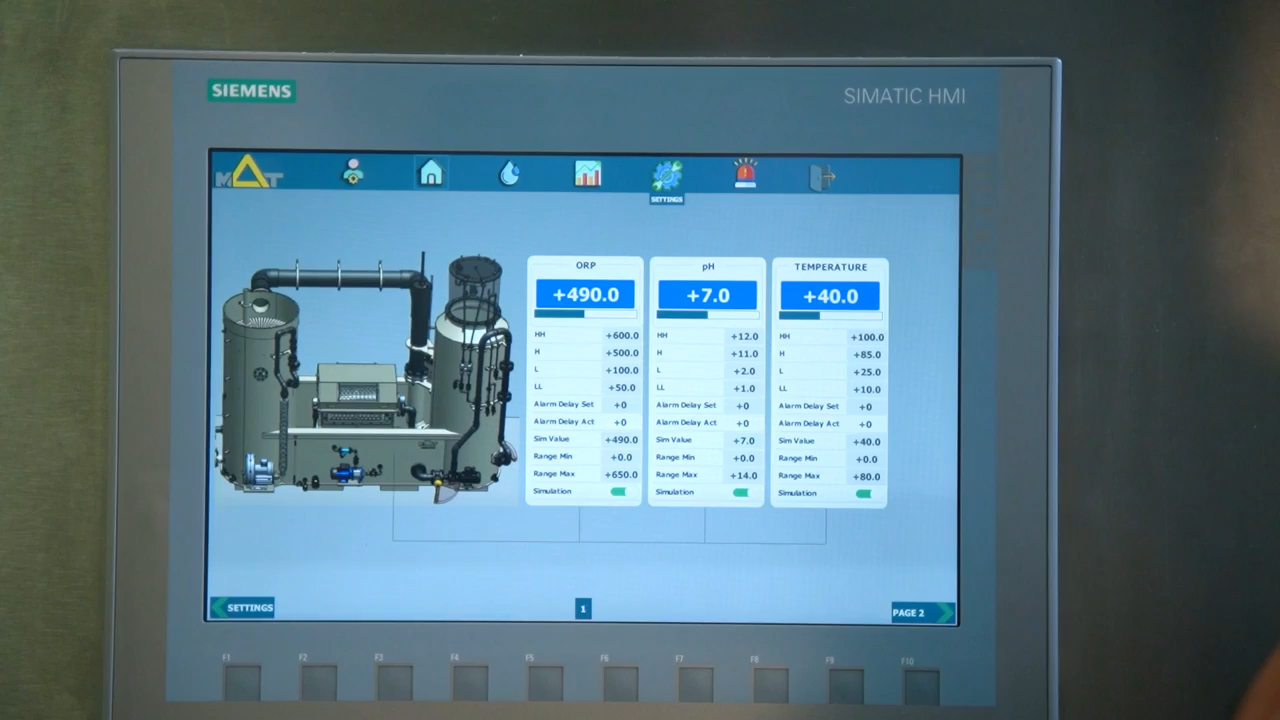 SIEMENS
SIMATIC HMI
MAT
SETTINGS
ORP
+490.0
HH +600.0
H +500.0
L +100.0
LL +50.0
Alarm Delay Set +0
Alarm Delay Act +0
Sim Value +490.0
Range Min +0.0
Range Max +650.0
Simulation
pH
+7.0
HH +12.0
H +11.0
L +2.0
LL +1.0
Alarm Delay Set +0
Alarm Delay Act +0
Sim Value +7.0
Range Min +0.0
Range Max +14.0
Simulation
TEMPERATURE
+40.0
HH +100.0
H +85.0
L +25.0
LL +10.0
Alarm Delay Set +0
Alarm Delay Act +0
Sim Value +40.0
Range Min +0.0
Range Max +80.0
Simulation
SETTINGS
1
PAGE 2
F1 F2 F3 F4 F5 F6 F7 F8 F9 F10